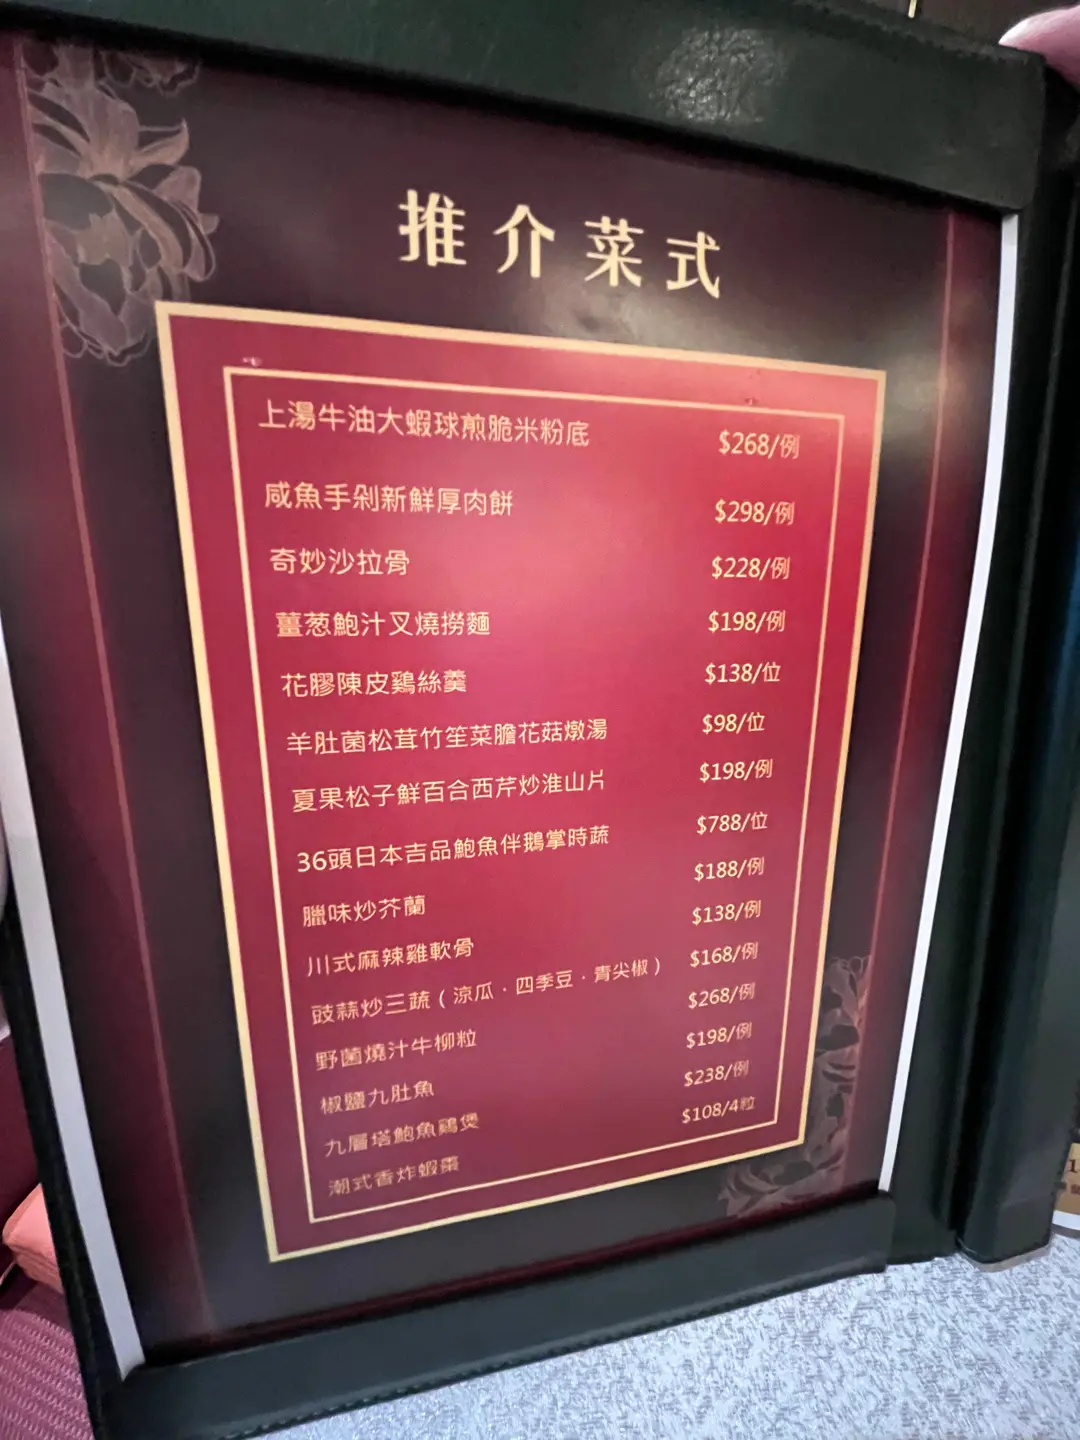 推介菜式
上湯牛油大蝦球煎脆米粉底 $268/例
咸魚手剁新鮮厚肉餅 $298/例
奇妙沙拉骨 $228/例
薑葱鮑汁叉燒撈麵 $198/例
花膠陳皮鷄絲羹 $138/位
羊肚菌松茸竹笙菜膽花菇燉湯 $98/位
夏果松子鮮百合西芹炒淮山片 $198/例
36頭日本吉品鮑魚伴鵝掌時蔬 $788/位
臘味炒芥蘭 $188/例
川式麻辣雞軟骨 $138/例
豉蒜炒三蔬（涼瓜．四季豆．青尖椒） $168/例
野菌燒汁牛柳粒 $268/例
椒鹽九肚魚 $198/例
九層塔鮑魚鷄煲 $238/例
潮式香炸蝦棗 $108/4粒